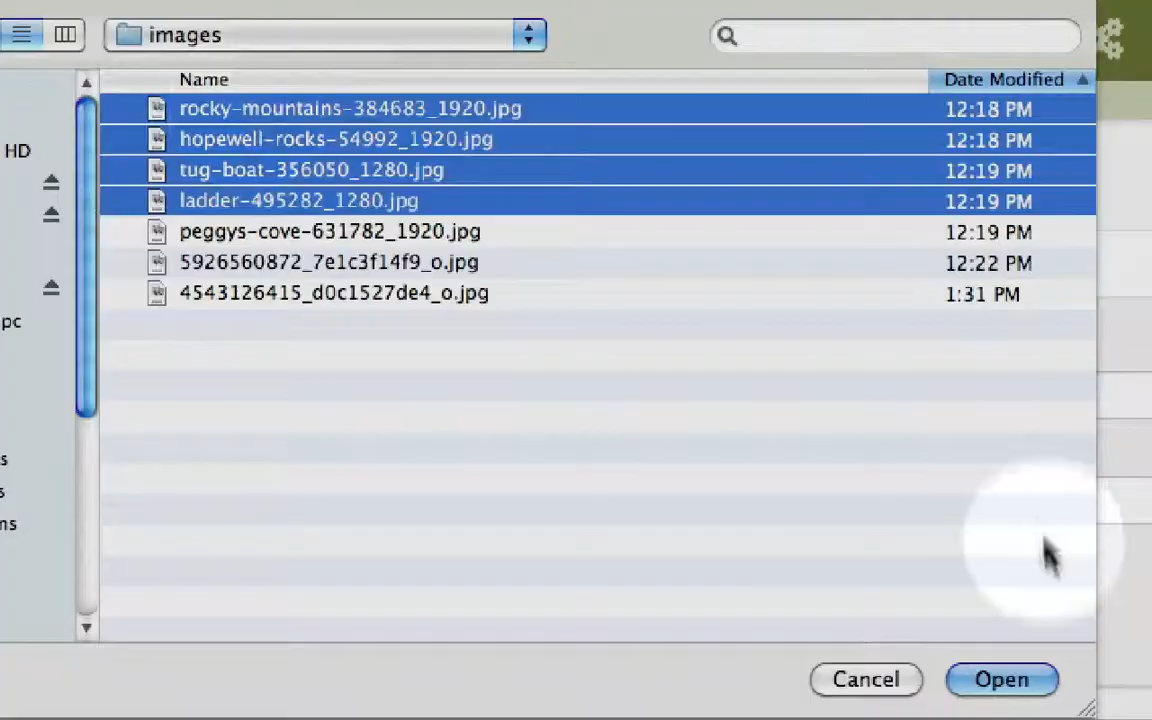 images
Name Date Modified
rocky-mountains-384683_1920.jpg 12:18 PM
HD hopewell-rocks-54992_1920.jpg 12:18 PM
tug-boat-356050_1280.jpg 12:19 PM
ladder-495282_1280.jpg 12:19 PM
peggys-cove-631782_1920.jpg 12:19 PM
5926560872_7e1c3f14f9_o.jpg 12:22 PM
4543126415_d0c1527de4_o.jpg 1:31 PM
pc
s
s
ms
Cancel Open